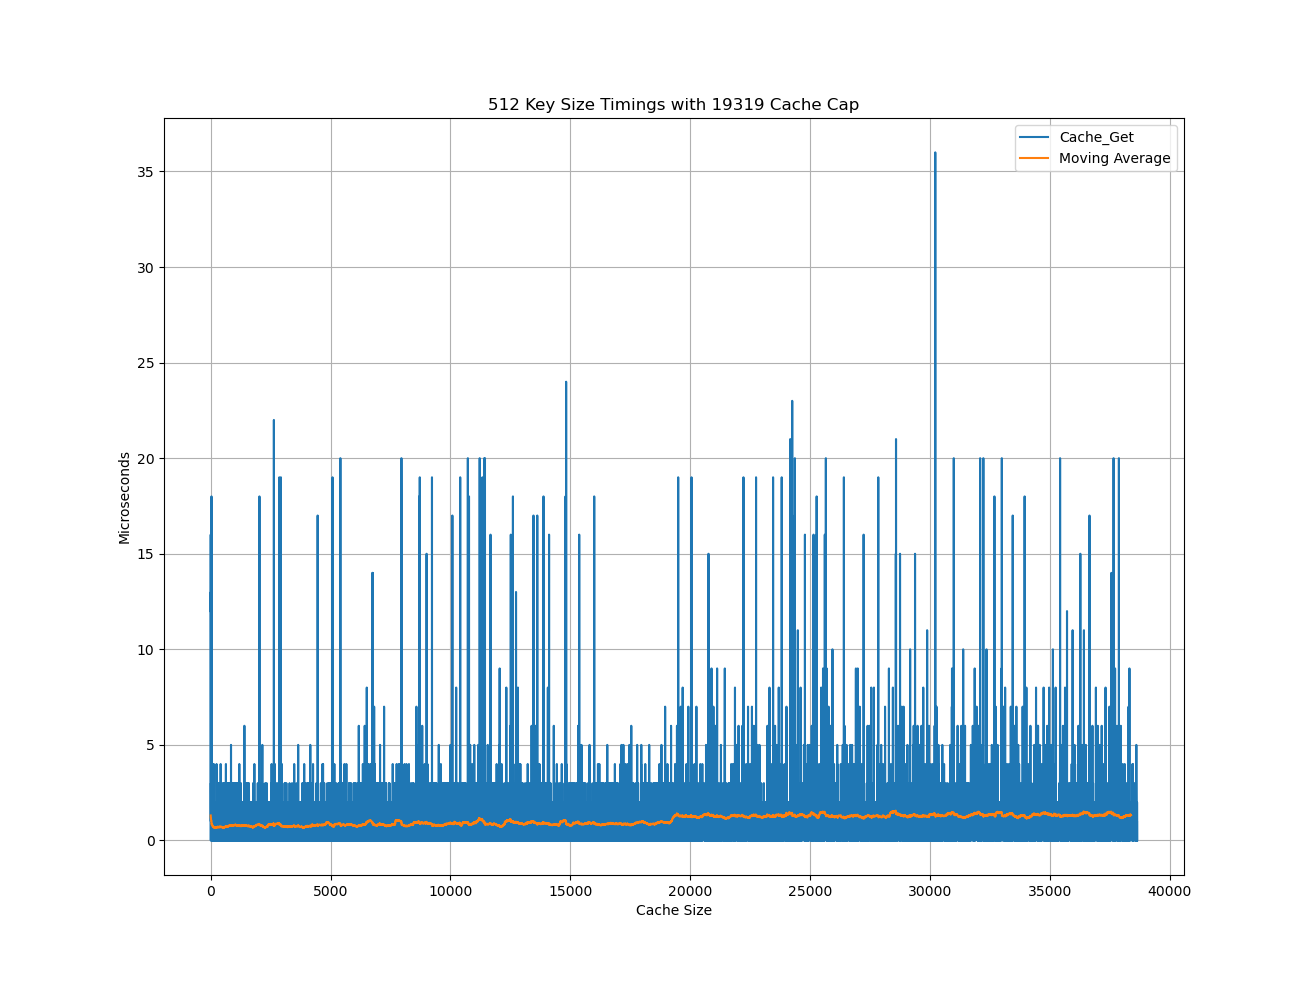 512 Key Size Timings with 19319 Cache Cap
Cache_Get
Moving Average
35
30
25
20
15
10
5
0
Microseconds
0 5000 10000 15000 20000 25000 30000 35000 40000
Cache Size